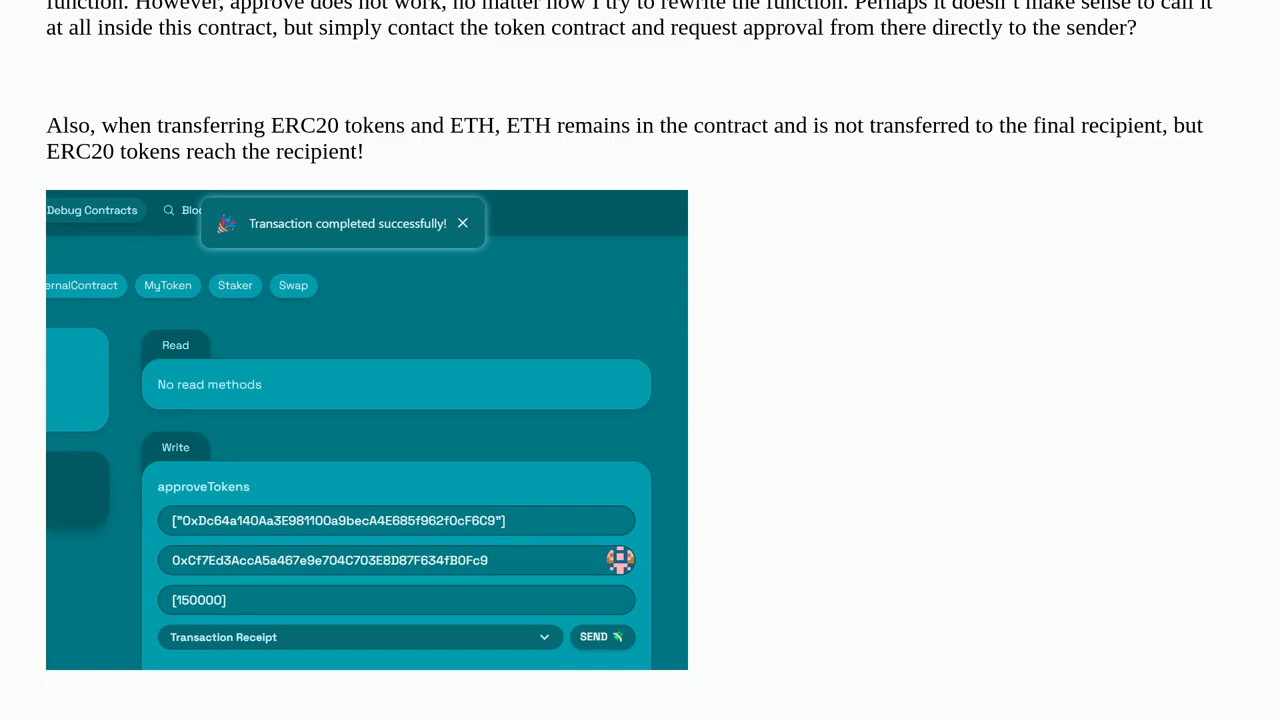 function. However, approve does not work, no matter how I try to rewrite the function. Perhaps it doesn't make sense to call it
at all inside this contract, but simply contact the token contract and request approval from there directly to the sender?
Also, when transferring ERC20 tokens and ETH, ETH remains in the contract and is not transferred to the final recipient, but
ERC20 tokens reach the recipient!
Debug Contracts
Transaction completed successfully!
ernalContract MyToken Staker Swap
Read
No read methods
Write
approveTokens
["0xDc64a140Aa3E981100a9becA4E685f962f0cF6C9"]
0xCf7Ed3AccA5a467e9e704C703E8D87F634fB0Fc9
[150000]
Transaction Receipt SEND